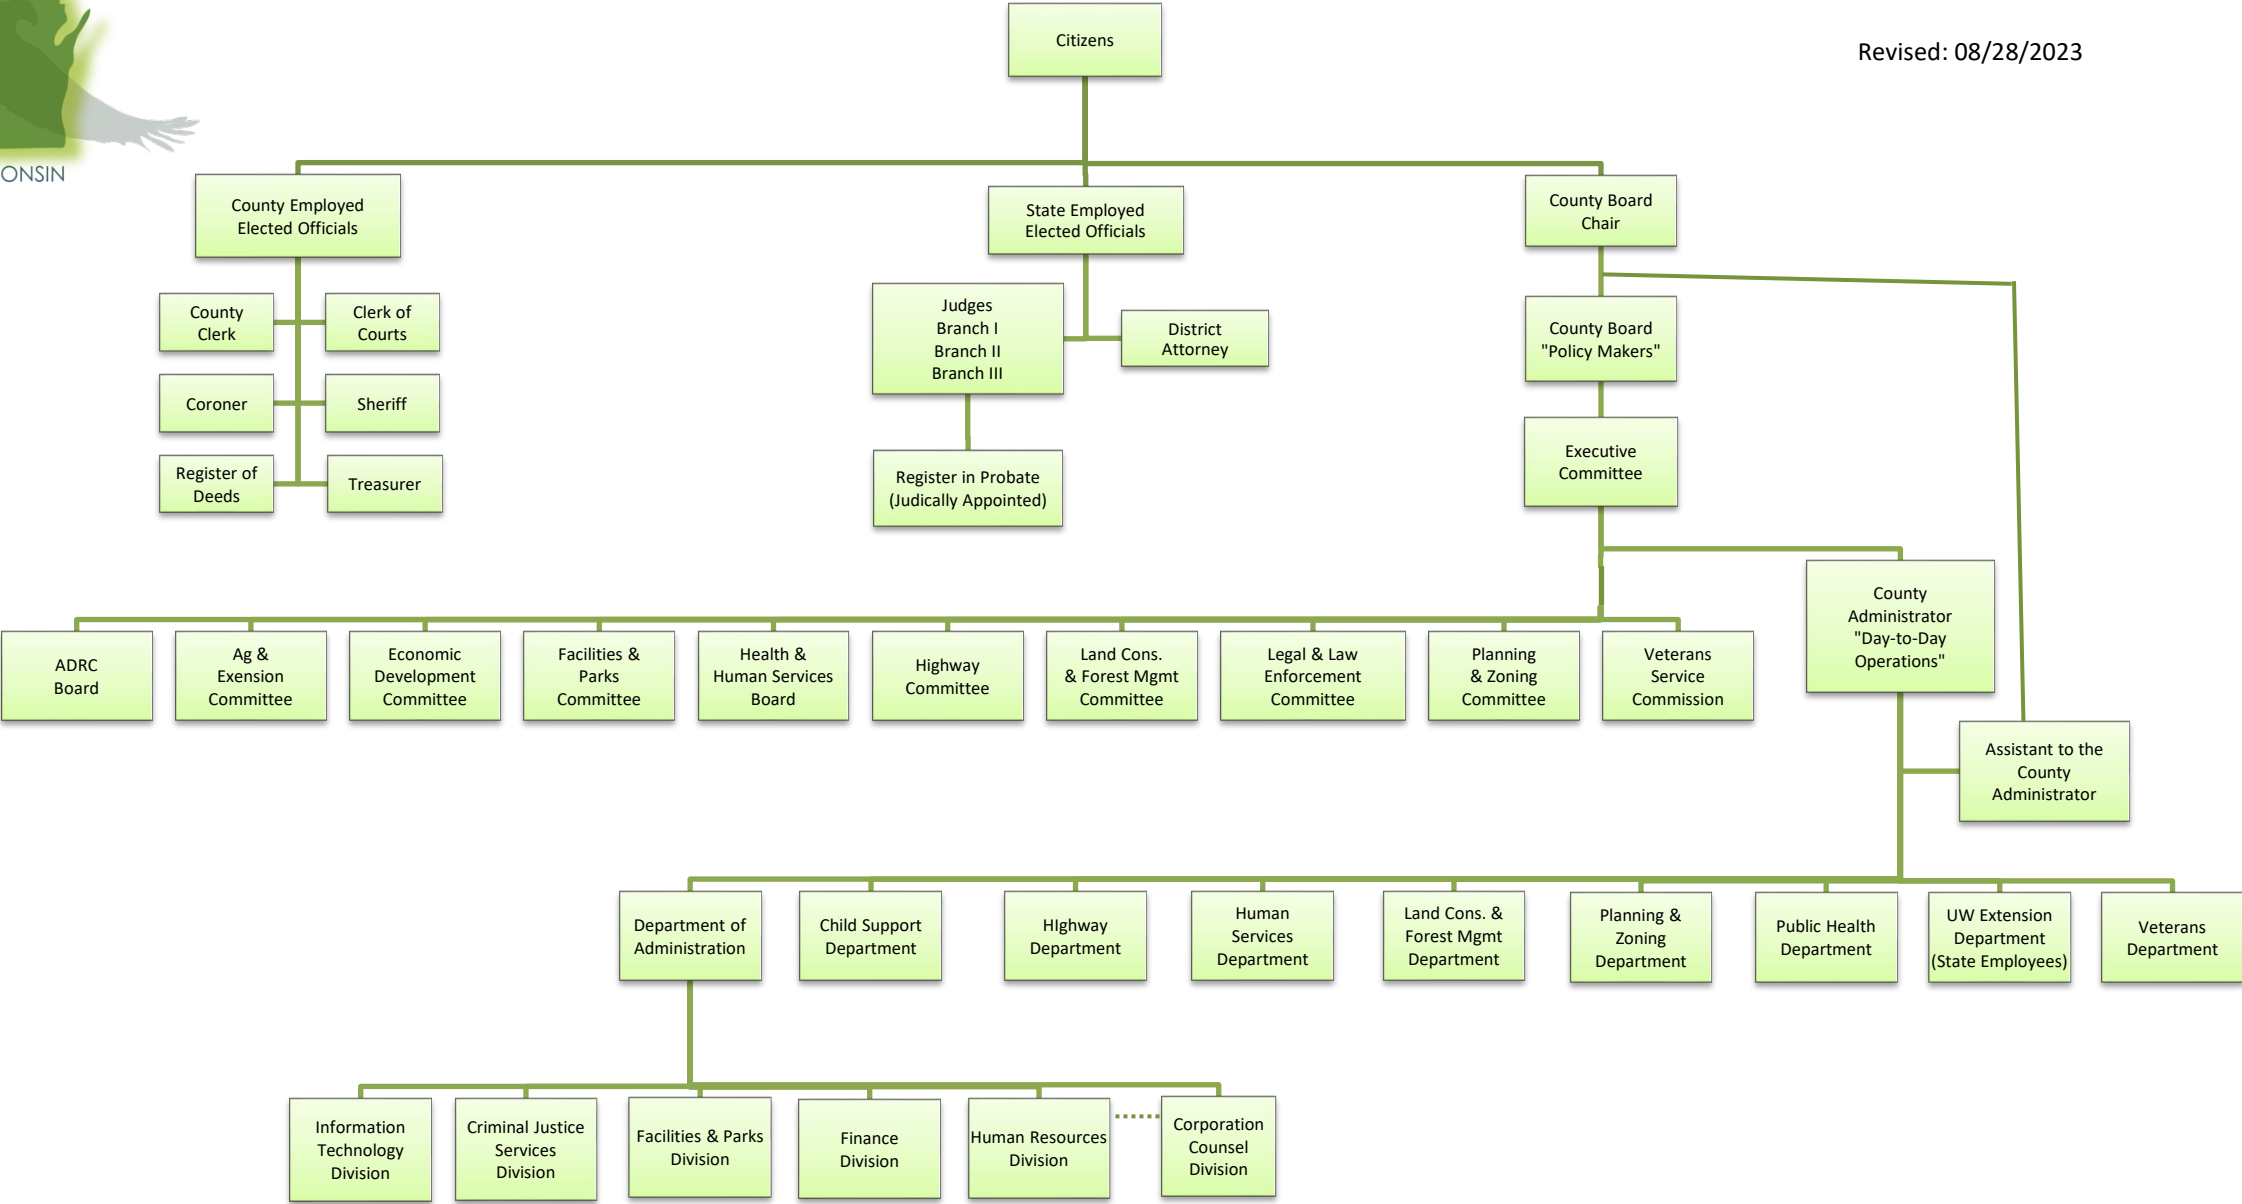 Citizens
Revised: 08/28/2023
ONSIN
County Employed
Elected Officials
State Employed
Elected Officials
County Board
Chair
County
Clerk
Clerk of
Courts
Coroner
Sheriff
Register of
Deeds
Treasurer
Judges
Branch I
Branch II
Branch III
District
Attorney
Register in Probate
(Judically Appointed)
County Board
"Policy Makers"
Executive
Committee
County
Administrator
"Day-to-Day
Operations"
ADRC
Board
Ag &
Exension
Committee
Economic
Development
Committee
Facilities &
Parks
Committee
Health &
Human Services
Board
Highway
Committee
Land Cons.
& Forest Mgmt
Committee
Legal & Law
Enforcement
Committee
Planning
& Zoning
Committee
Veterans
Service
Commission
Assistant to the
County
Administrator
Department of
Administration
Child Support
Department
HIghway
Department
Human
Services
Department
Land Cons. &
Forest Mgmt
Department
Planning &
Zoning
Department
Public Health
Department
UW Extension
Department
(State Employees)
Veterans
Department
Information
Technology
Division
Criminal Justice
Services
Division
Facilities & Parks
Division
Finance
Division
Human Resources
Division
Corporation
Counsel
Division